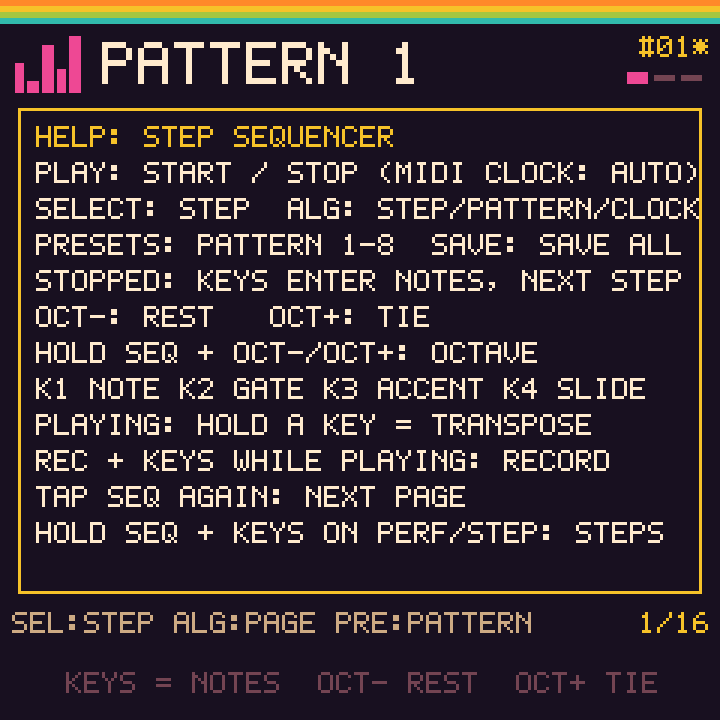 PATTERN 1
#01*
HELP: STEP SEQUENCER
PLAY: START / STOP (MIDI CLOCK: AUTO)
SELECT: STEP  ALG: STEP/PATTERN/CLOCK
PRESETS: PATTERN 1-8  SAVE: SAVE ALL
STOPPED: KEYS ENTER NOTES, NEXT STEP
OCT-: REST   OCT+: TIE
HOLD SEQ + OCT-/OCT+: OCTAVE
K1 NOTE K2 GATE K3 ACCENT K4 SLIDE
PLAYING: HOLD A KEY = TRANSPOSE
REC + KEYS WHILE PLAYING: RECORD
TAP SEQ AGAIN: NEXT PAGE
HOLD SEQ + KEYS ON PERF/STEP: STEPS
SEL:STEP ALG:PAGE PRE:PATTERN 1/16
KEYS = NOTES  OCT- REST  OCT+ TIE